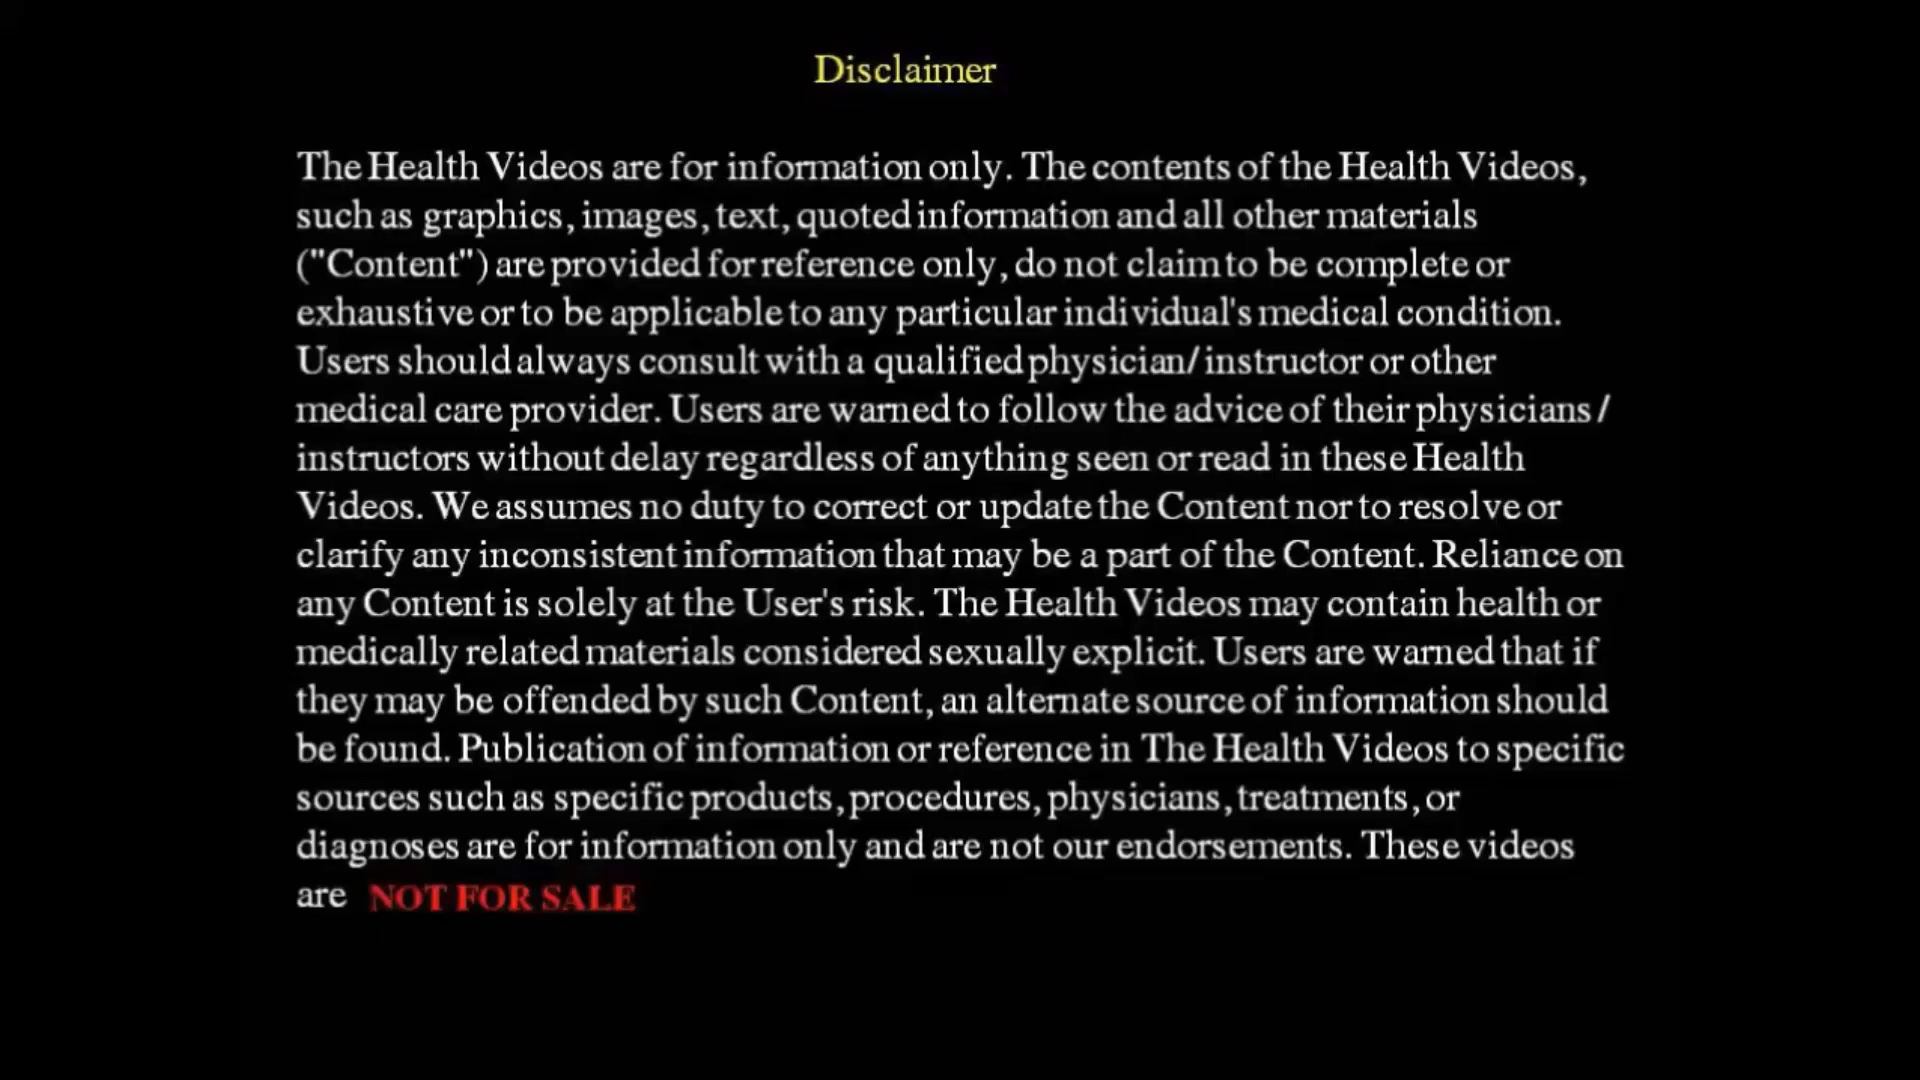 Disclaimer
The Health Videos are for information only. The contents of the Health Videos,
such as graphics, images, text, quoted information and all other materials
("Content") are provided for reference only, do not claim to be complete or
exhaustive or to be applicable to any particular individual's medical condition.
Users should always consult with a qualified physician/ instructor or other
medical care provider. Users are warned to follow the advice of their physicians /
instructors without delay regardless of anything seen or read in these Health
Videos. We assumes no duty to correct or update the Content nor to resolve or
clarify any inconsistent information that may be a part of the Content. Reliance on
any Content is solely at the User's risk. The Health Videos may contain health or
medically related materials considered sexually explicit. Users are warned that if
they may be offended by such Content, an alternate source of information should
be found. Publication of information or reference in The Health Videos to specific
sources such as specific products, procedures, physicians, treatments, or
diagnoses are for information only and are not our endorsements. These videos
are NOT FOR SALE